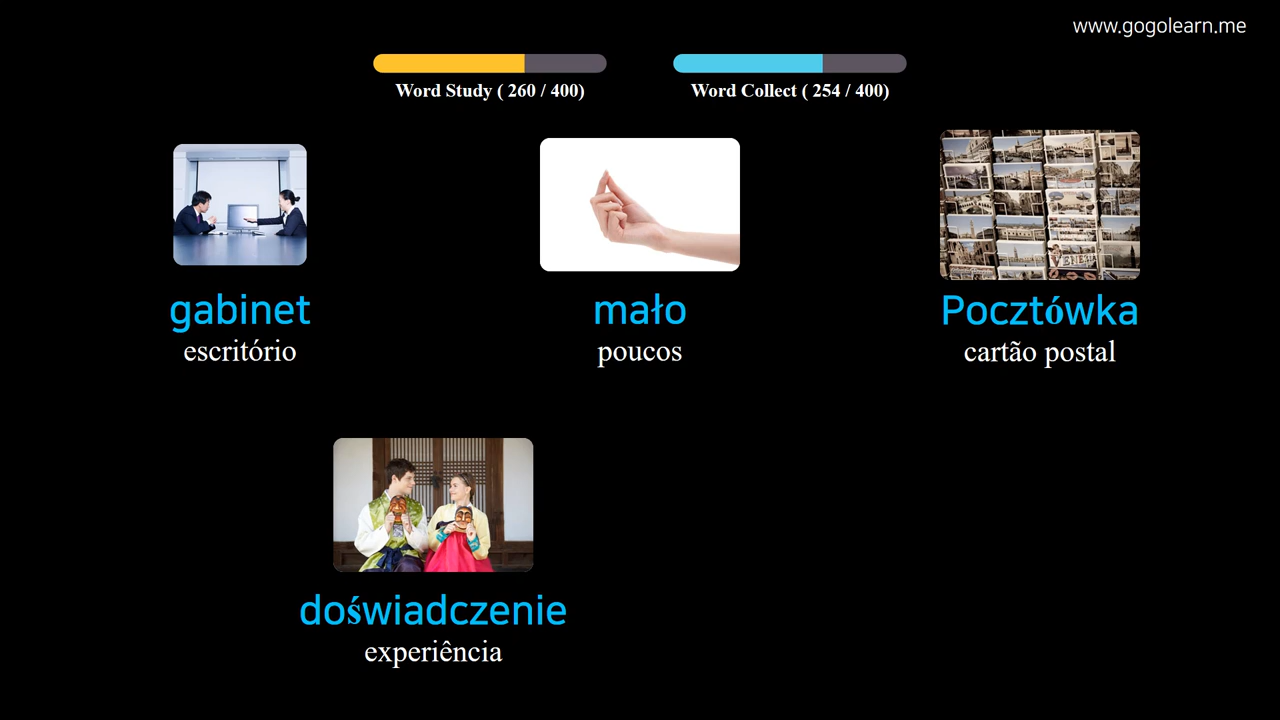 www.gogolearn.me
Word Study ( 260 / 400)
Word Collect ( 254 / 400)
gabinet
escritório
mało
poucos
Pocztówka
cartão postal
doświadczenie
experiência